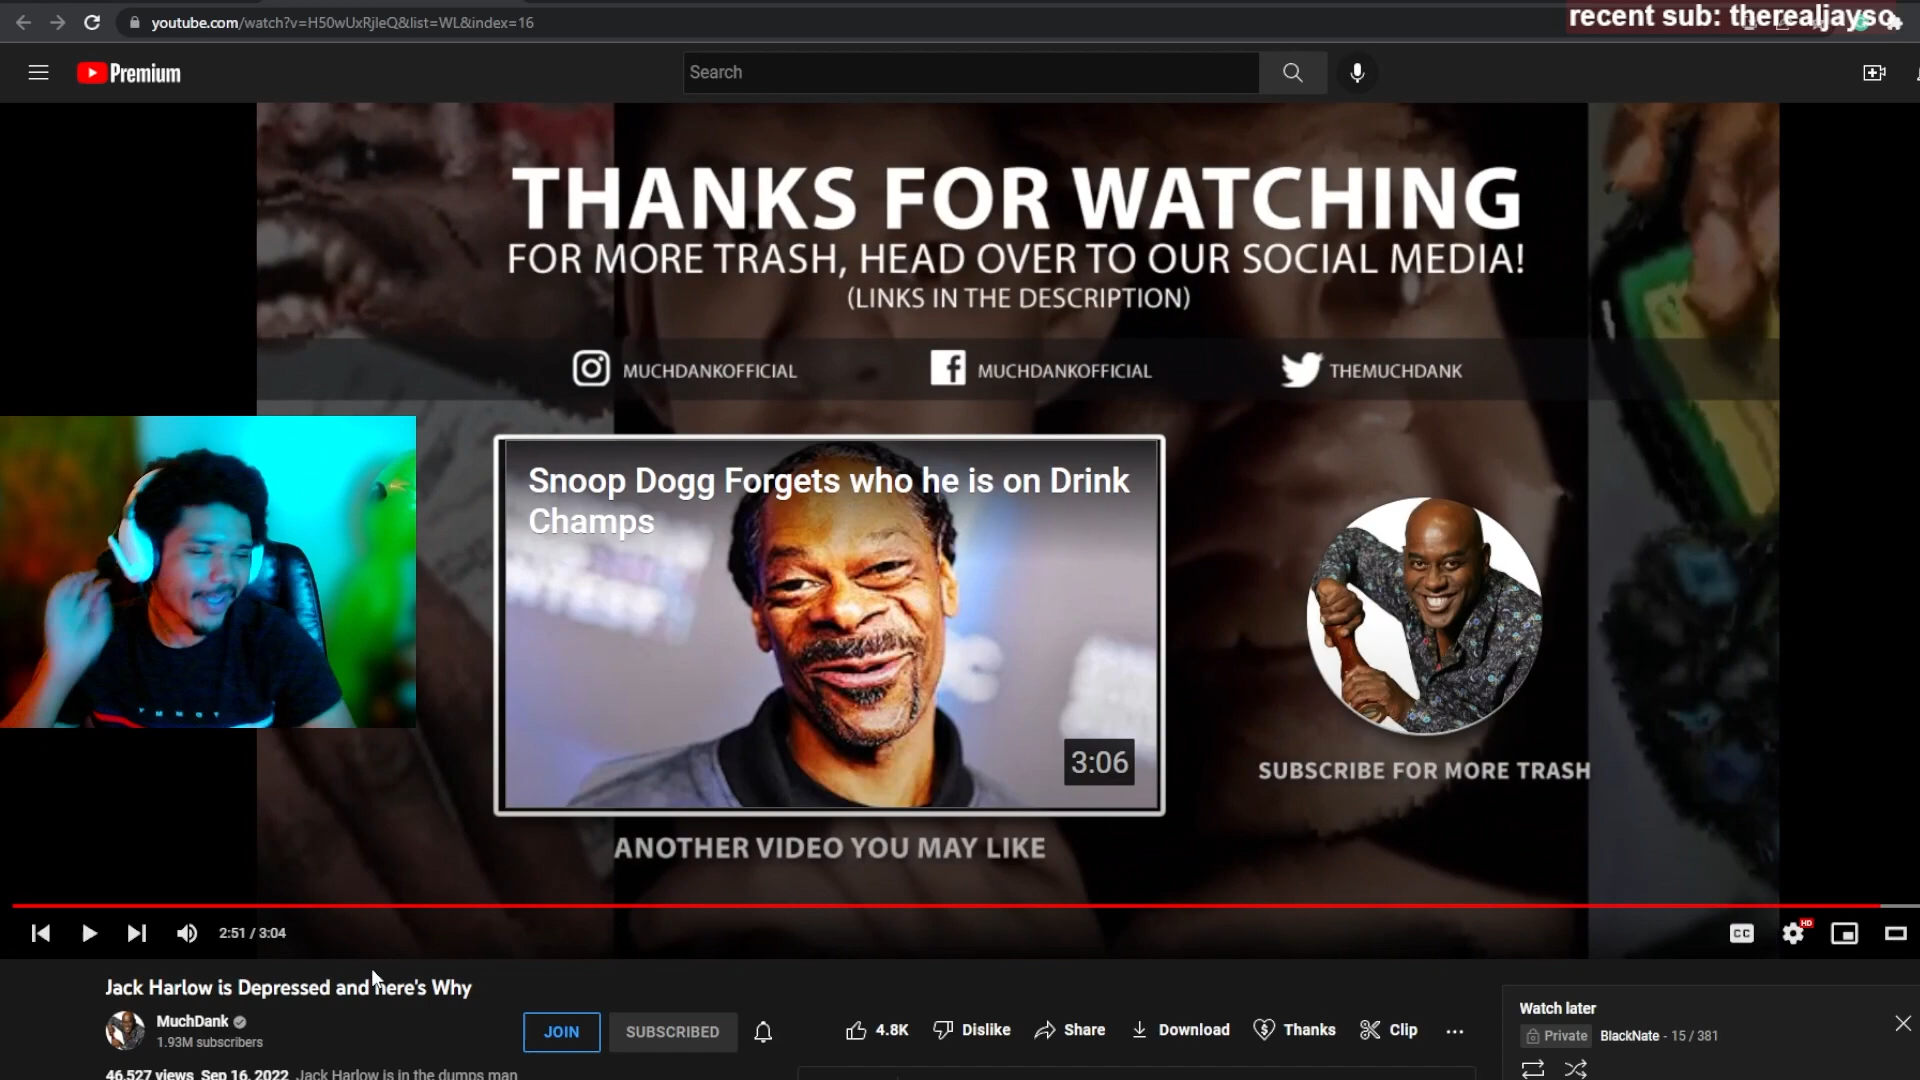 youtube.com/watch?v=H50wUxRjleQ&list=WL&index=16
recent sub: therealjayso
Premium
Search
THANKS FOR WATCHING
FOR MORE TRASH, HEAD OVER TO OUR SOCIAL MEDIA!
(LINKS IN THE DESCRIPTION)
MUCHDANKOFFICIAL
MUCHDANKOFFICIAL
THEMUCHDANK
Snoop Dogg Forgets who he is on Drink
Champs
3:06
SUBSCRIBE FOR MORE TRASH
ANOTHER VIDEO YOU MAY LIKE
2:51 / 3:04
CC
HD
Jack Harlow is Depressed and here's Why
MuchDank
1.93M subscribers
JOIN
SUBSCRIBED
4.8K
Dislike
Share
Download
Thanks
Clip
Watch later
Private
BlackNate - 15 / 381
46,527 views Sep 16, 2022 Jack Harlow is in the dumps man